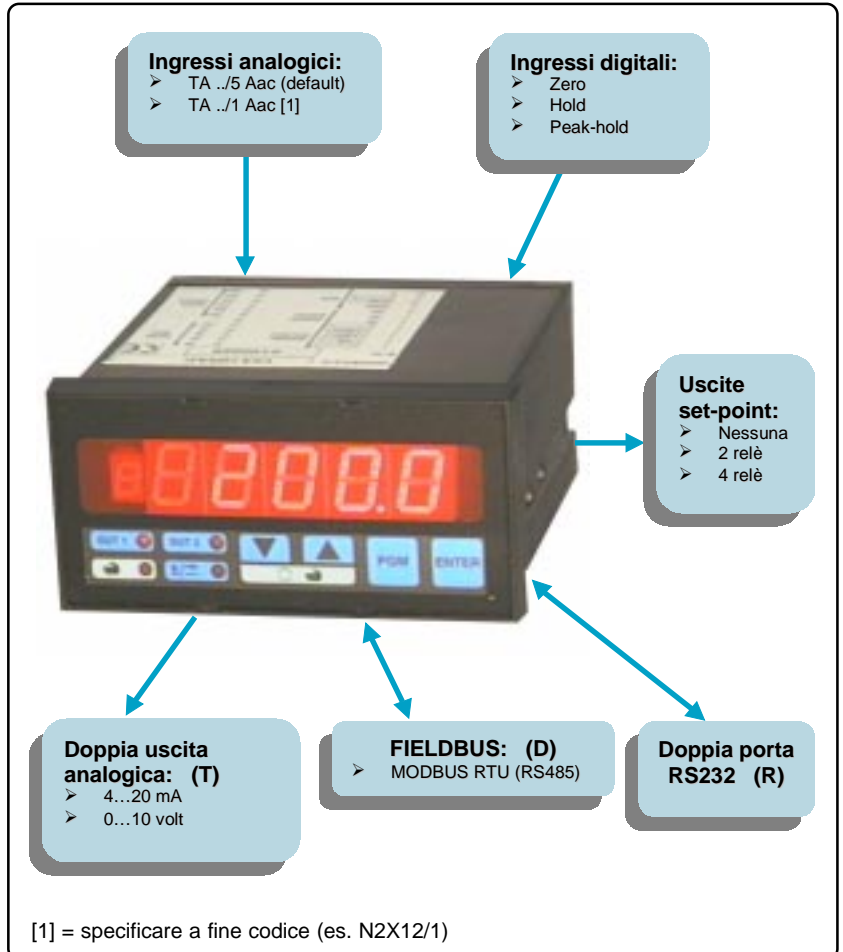 Ingressi analogici:
➢ TA ../5 Aac (default)
➢ TA ../1 Aac [1]
Ingressi digitali:
➢ Zero
➢ Hold
➢ Peak-hold
Uscite
set-point:
➢ Nessuna
➢ 2 relè
➢ 4 relè
200.0
OUT 1 OUT 2
PGM ENTER
Doppia uscita
analogica: (T)
➢ 4…20 mA
➢ 0…10 volt
FIELDBUS: (D)
➢ MODBUS RTU (RS485)
Doppia porta
RS232 (R)
[1] = specificare a fine codice (es. N2X12/1)